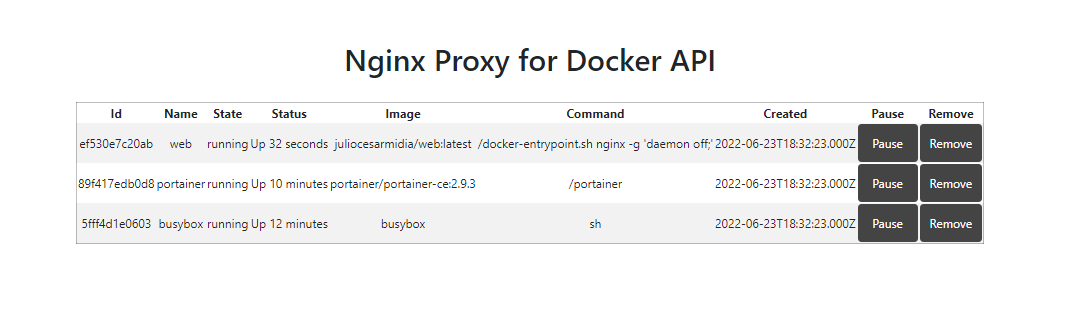 Nginx Proxy for Docker API
Id Name State Status Image Command Created Pause Remove
ef530e7c20ab web running Up 32 seconds juliocesarmidia/web:latest /docker-entrypoint.sh nginx -g 'daemon off;' 2022-06-23T18:32:23.000Z Pause Remove
89f417edb0d8 portainer running Up 10 minutes portainer/portainer-ce:2.9.3 /portainer 2022-06-23T18:32:23.000Z Pause Remove
5fff4d1e0603 busybox running Up 12 minutes busybox sh 2022-06-23T18:32:23.000Z Pause Remove